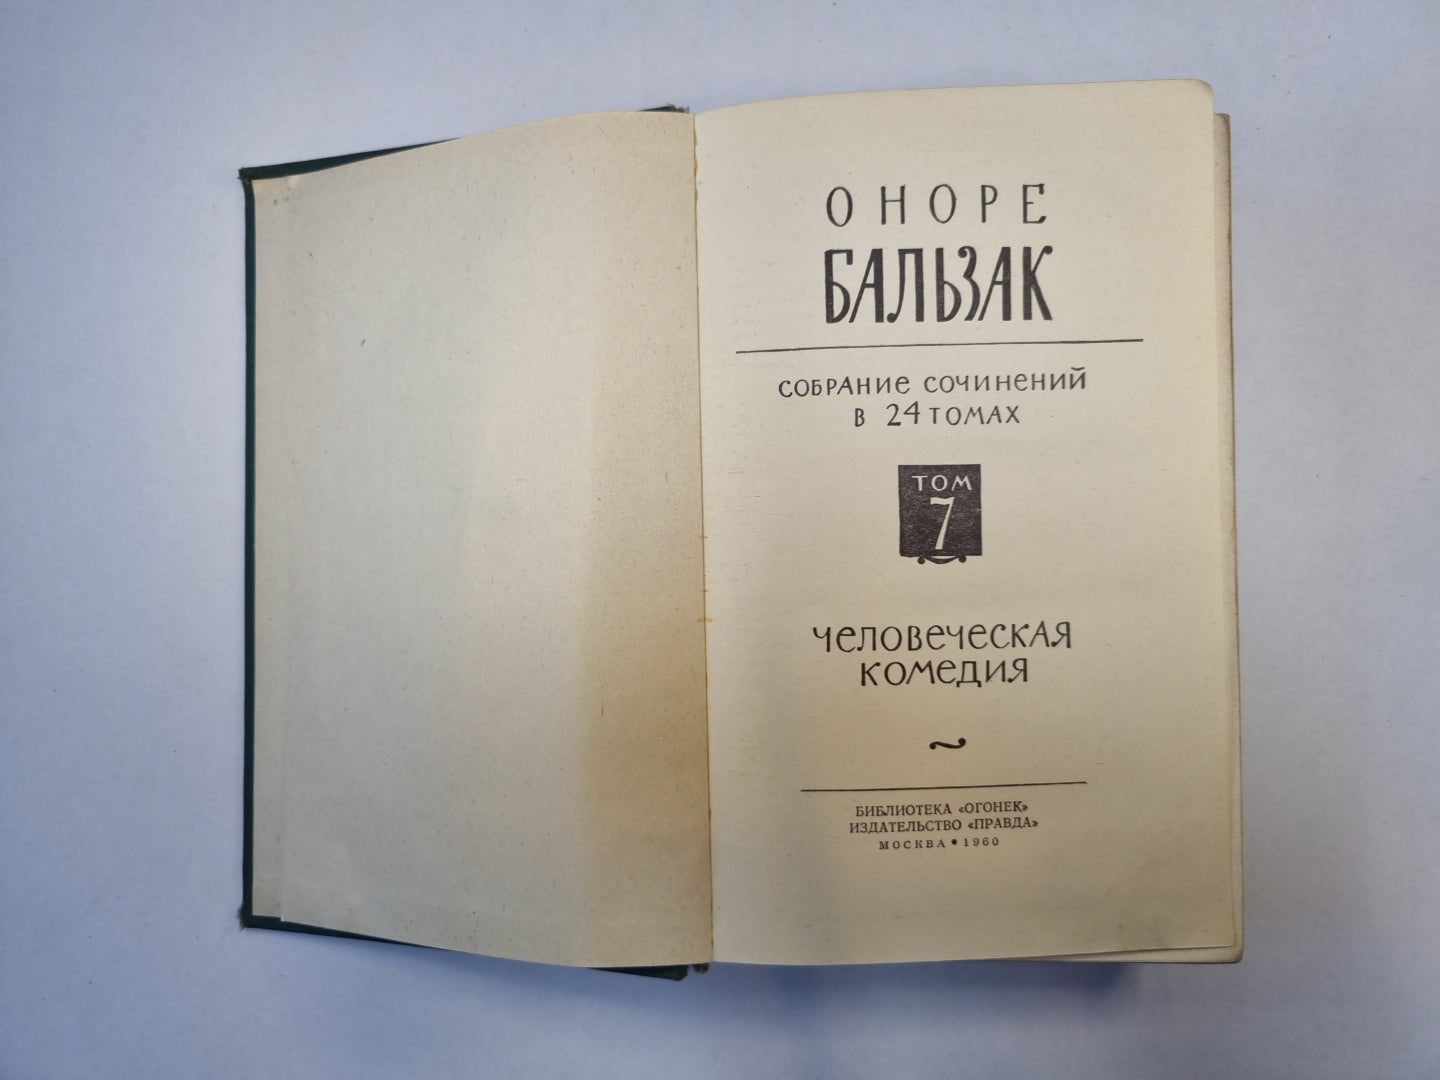 ОНОРЕ
БАЛЬЗАК
СОБРАНИЕ СОЧИНЕНИЙ
В 24 ТОМАХ
ТОМ
7
ЧЕЛОВЕЧЕСКАЯ
КОМЕДИЯ
БИБЛИОТЕКА «ОГОНЕК»
ИЗДАТЕЛЬСТВО «ПРАВДА»
МОСКВА • 1960